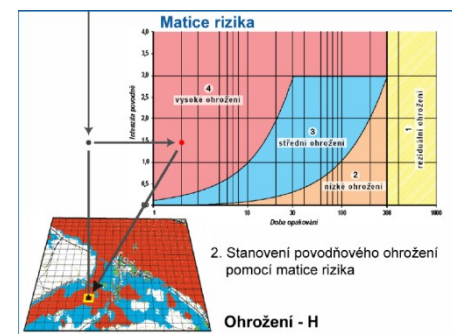 Matice rizika
Intenzita povodně
4,0
3,5
3,0
2,0
1,5
1,0
0,5
0
4
vysoké ohrožení
3
střední ohrožení
2
nízké ohrožení
1
reziduální ohrožení
1
3
10
30
100
300
1000
Doba opakování
2. Stanovení povodňového ohrožení
pomocí matice rizika
Ohrožení - H